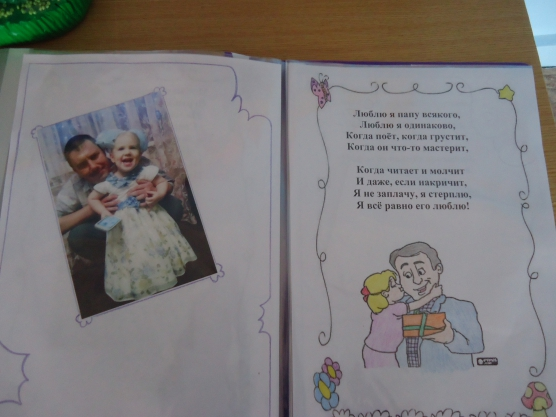 Люблю я папу всякого,
Люблю я одинаково,
Когда поёт, когда грустит,
Когда он что-то мастерит,
Когда читает и молчит
И даже, если накричит,
Я не заплачу, я стерплю,
Я всё равно его люблю!